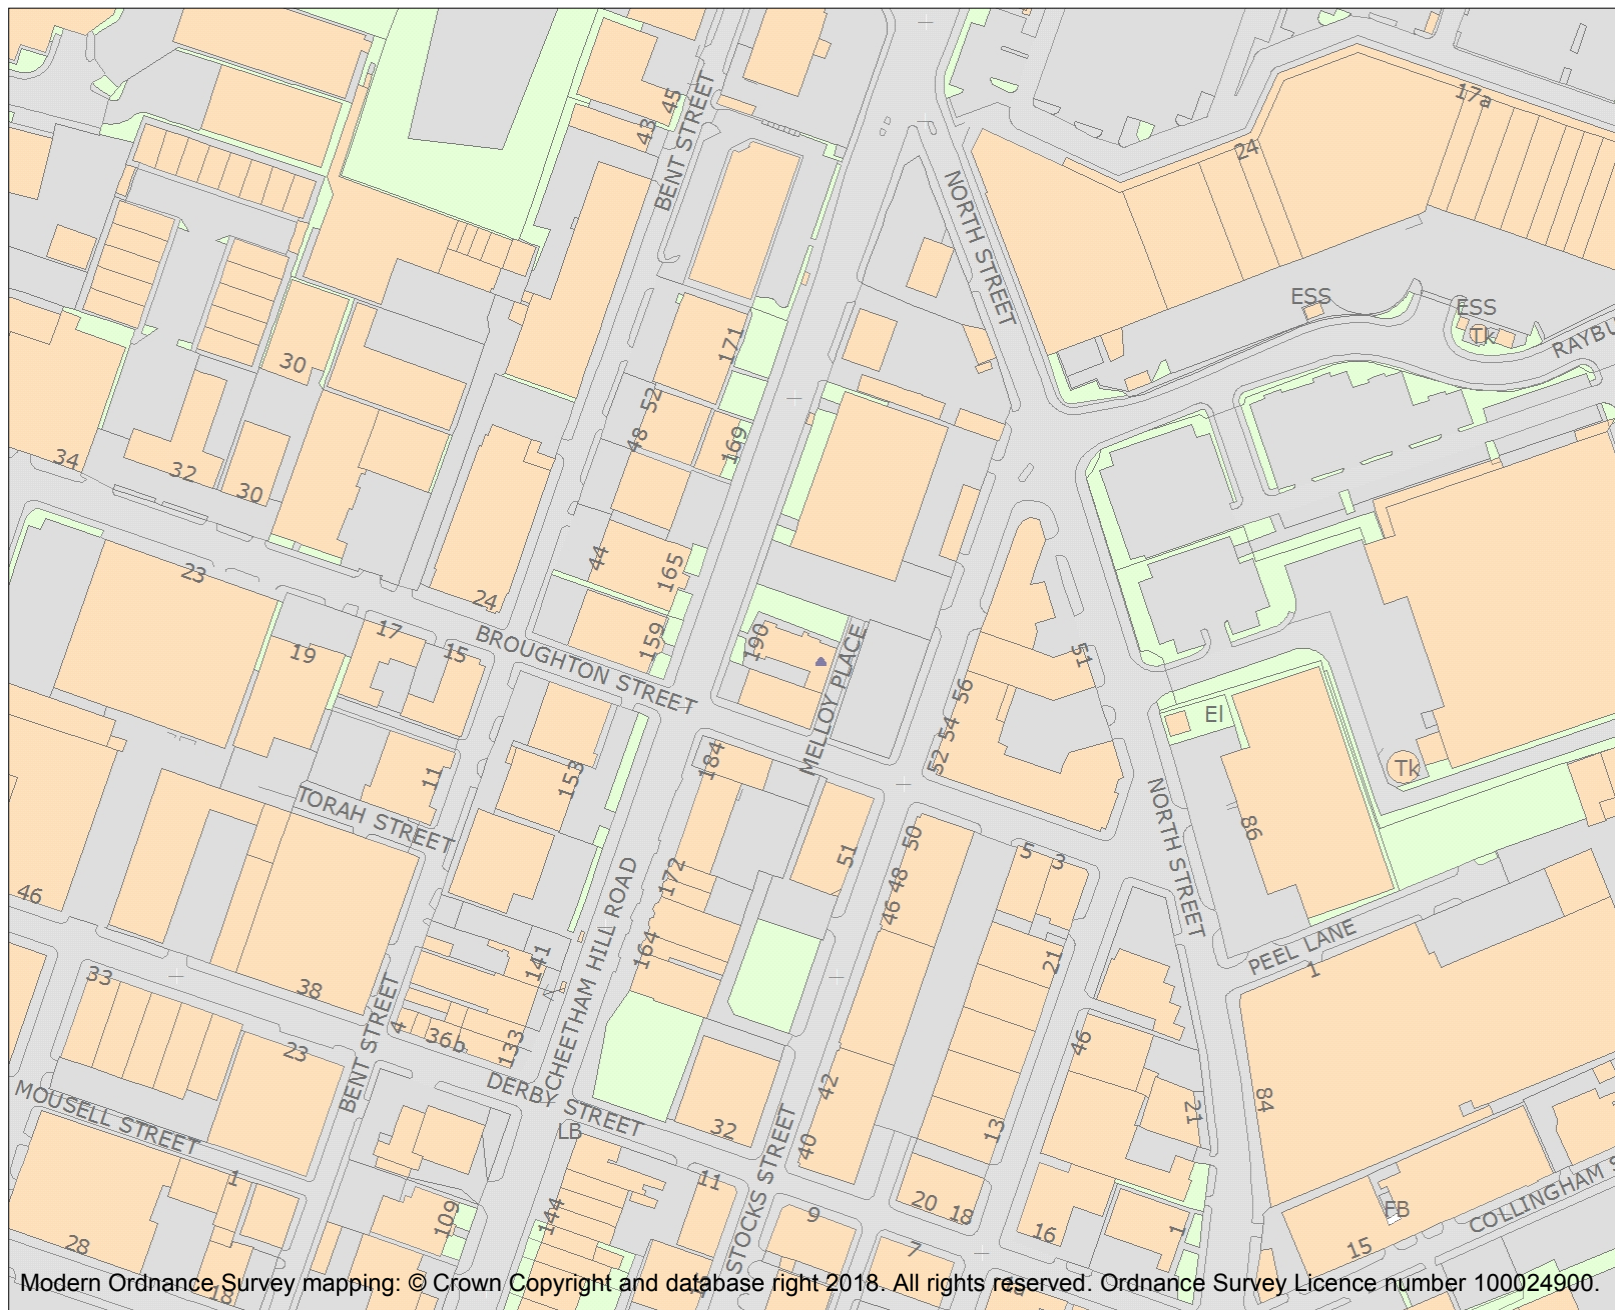 17a
45
43
BENT STREET
24
NORTH STREET
ESS
ESS
Tk
RAYBU
171
30
52
48
169
34
32
30
44
165
23
24
BROUGHTON STREET
159
190
17
15
19
MELLOY PLACE
51
56
54
52
El
184
153
11
TORAH STREET
Tk
NORTH STREET
86
50
51
5
3
48
46
172
46
CHEETHAM HILL ROAD
164
141
21
PEEL LANE
1
33
38
BENT STREET
4
36b
133
23
46
DERBY STREET
42
84
21
MOUSELL STREET
LB
32
40
13
STOCKS STREET
1
11
20
18
109
144
9
7
16
1
FB
COLLINGHAM S
15
28
18
Modern Ordnance Survey mapping: © Crown Copyright and database right 2018. All rights reserved. Ordnance Survey Licence number 100024900.